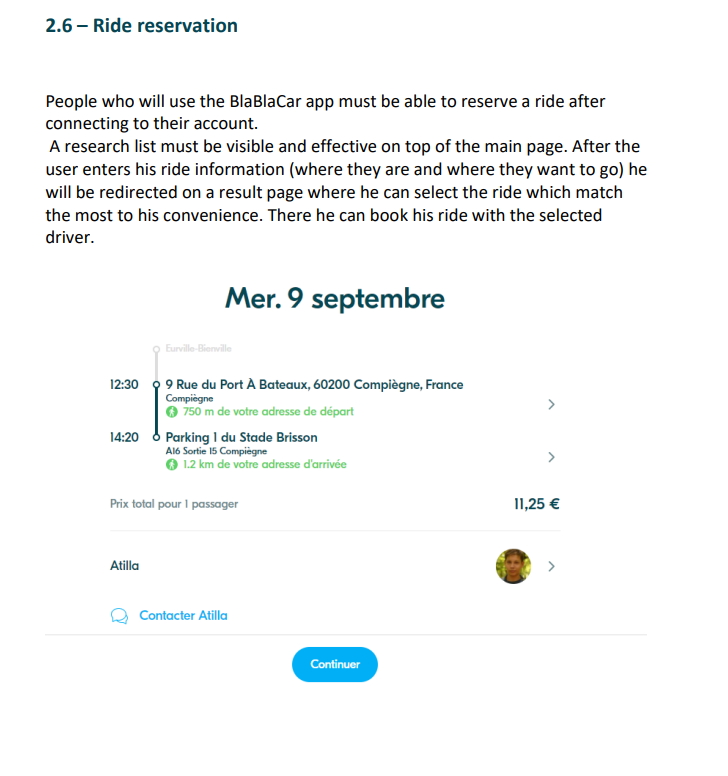 2.6 – Ride reservation
People who will use the BlaBlaCar app must be able to reserve a ride after
connecting to their account.
A research list must be visible and effective on top of the main page. After the
user enters his ride information (where they are and where they want to go) he
will be redirected on a result page where he can select the ride which match
the most to his convenience. There he can book his ride with the selected
driver.
Mer. 9 septembre
Eurville-Bienville
12:30 9 Rue du Port À Bateaux, 60200 Compiègne, France
Compiègne
750 m de votre adresse de départ
14:20 Parking 1 du Stade Brisson
A16 Sortie 15 Compiègne
1.2 km de votre adresse d'arrivée
Prix total pour 1 passager 11,25 €
Atilla
Contacter Atilla
Continuer